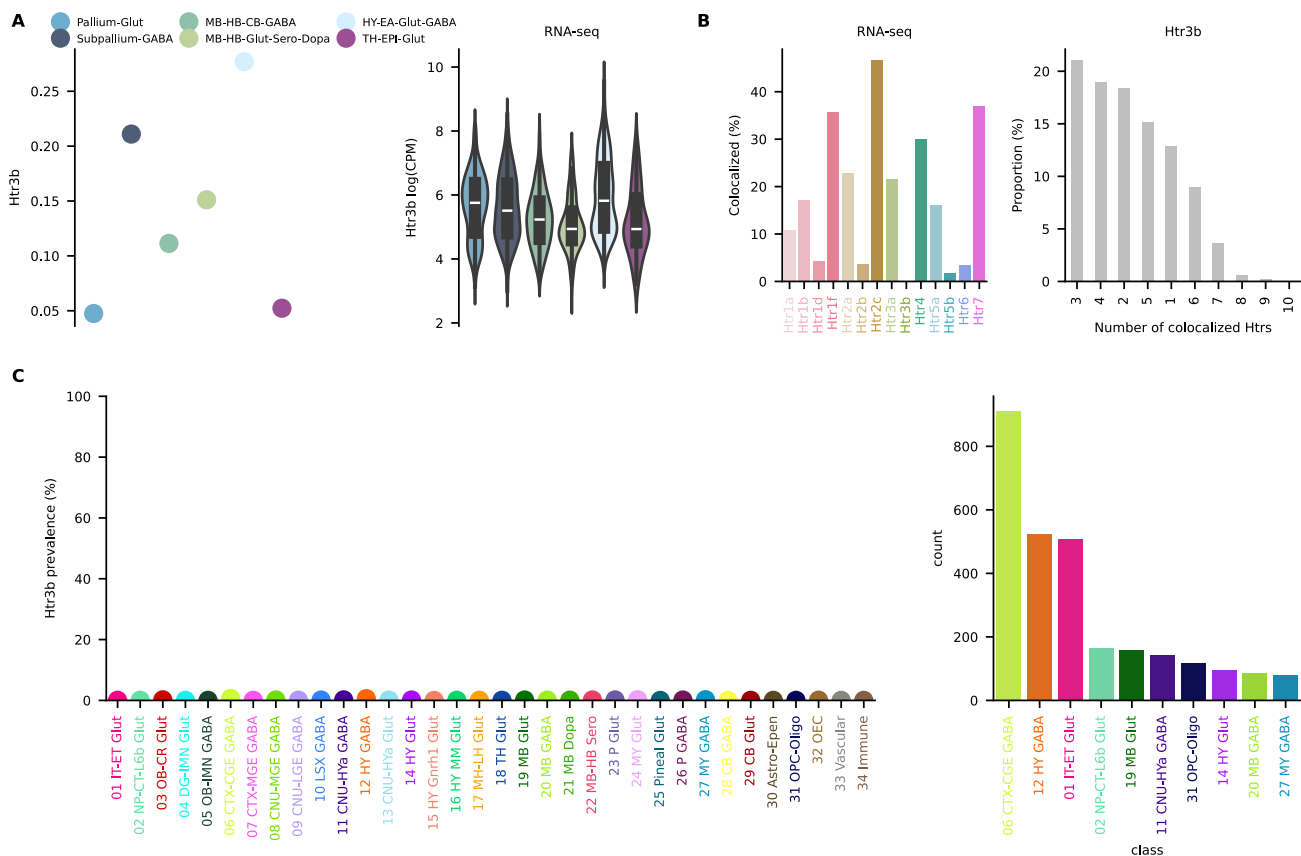 A
Pallium-Glut
Subpallium-GABA
MB-HB-CB-GABA
MB-HB-Glut-Sero-Dopa
HY-EA-Glut-GABA
TH-EPI-Glut
Htr3b
0.25
0.20
0.15
0.10
0.05
RNA-seq
Htr3b log(CPM)
10
8
6
4
2
B
RNA-seq
Colocalized (%)
40
30
20
10
0
Htr1a
Htr1b
Htr1d
Htr1f
Htr2a
Htr2b
Htr2c
Htr3a
Htr3b
Htr4
Htr5a
Htr5b
Htr6
Htr7
Htr3b
Proportion (%)
20
15
10
5
0
3
4
2
5
1
6
7
8
9
10
Number of colocalized Htrs
C
Htr3b prevalence (%)
100
80
60
40
20
0
01 IT-ET Glut
02 NP-CT-L6b Glut
03 OB-CR Glut
04 DG-IMN Glut
05 OB-IMN GABA
06 CTX-CGE GABA
07 CTX-MGE GABA
08 CNU-MGE GABA
09 CNU-LGE GABA
10 LSX GABA
11 CNU-HYa GABA
12 HY GABA
13 CNU-HYa Glut
14 HY Glut
15 HY Gnrh1 Glut
16 HY MM Glut
17 MH-LH Glut
18 TH Glut
19 MB Glut
20 MB GABA
21 MB Dopa
22 MB-HB Sero
23 P Glut
24 MY Glut
25 Pineal Glut
26 P GABA
27 MY GABA
28 CB GABA
29 CB Glut
30 Astro-Epen
31 OPC-Oligo
32 OEC
33 Vascular
34 Immune
count
800
600
400
200
0
06 CTX-CGE GABA
12 HY GABA
01 IT-ET Glut
02 NP-CT-L6b Glut
19 MB Glut
11 CNU-HYa GABA
31 OPC-Oligo
14 HY Glut
20 MB GABA
27 MY GABA
class